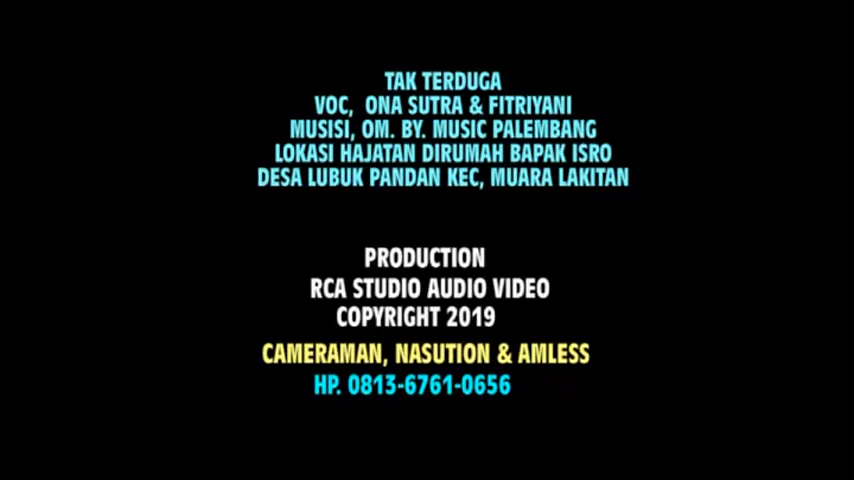 TAK TERDUGA
VOC, ONA SUTRA & FITRIYANI
MUSISI, OM. BY. MUSIC PALEMBANG
LOKASI HAJATAN DIRUMAH BAPAK ISRO
DESA LUBUK PANDAN KEC, MUARA LAKITAN
PRODUCTION
RCA STUDIO AUDIO VIDEO
COPYRIGHT 2019
CAMERAMAN, NASUTION & AMLESS
HP. 0813-6761-0656